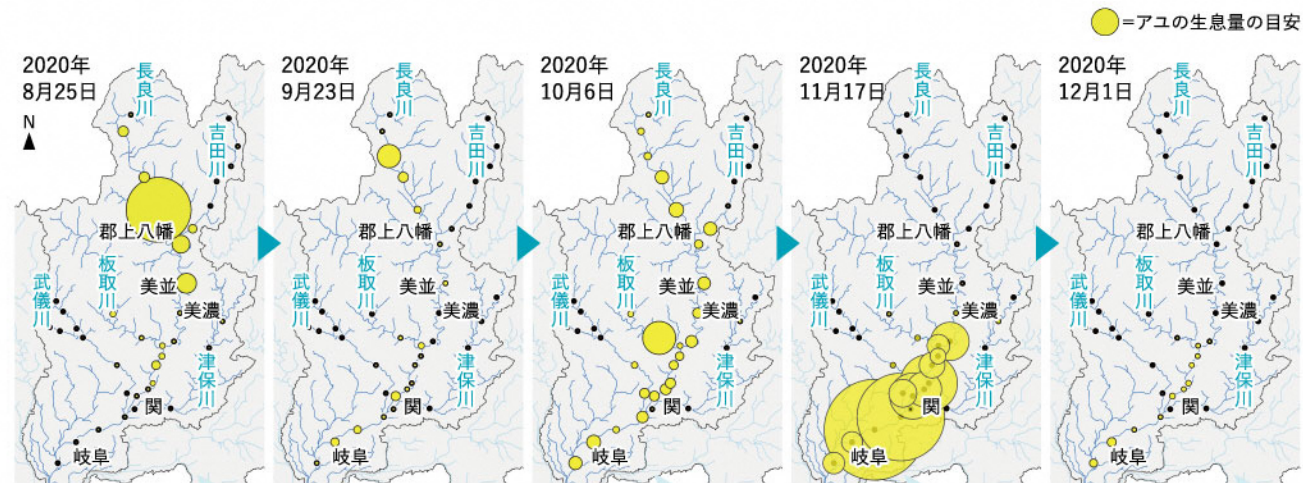 =アユの生息量の目安
2020年
8月25日
N
長良川
吉田川
郡上八幡
板取川
美並
武儀川
美濃
津保川
関
岐阜
2020年
9月23日
長良川
吉田川
郡上八幡
板取川
美並
武儀川
美濃
津保川
関
岐阜
2020年
10月6日
長良川
吉田川
郡上八幡
板取川
美並
武儀川
美濃
津保川
関
岐阜
2020年
11月17日
長良川
吉田川
郡上八幡
板取川
美並
武儀川
美濃
津保川
関
岐阜
2020年
12月1日
長良川
吉田川
郡上八幡
板取川
美並
武儀川
美濃
津保川
関
岐阜